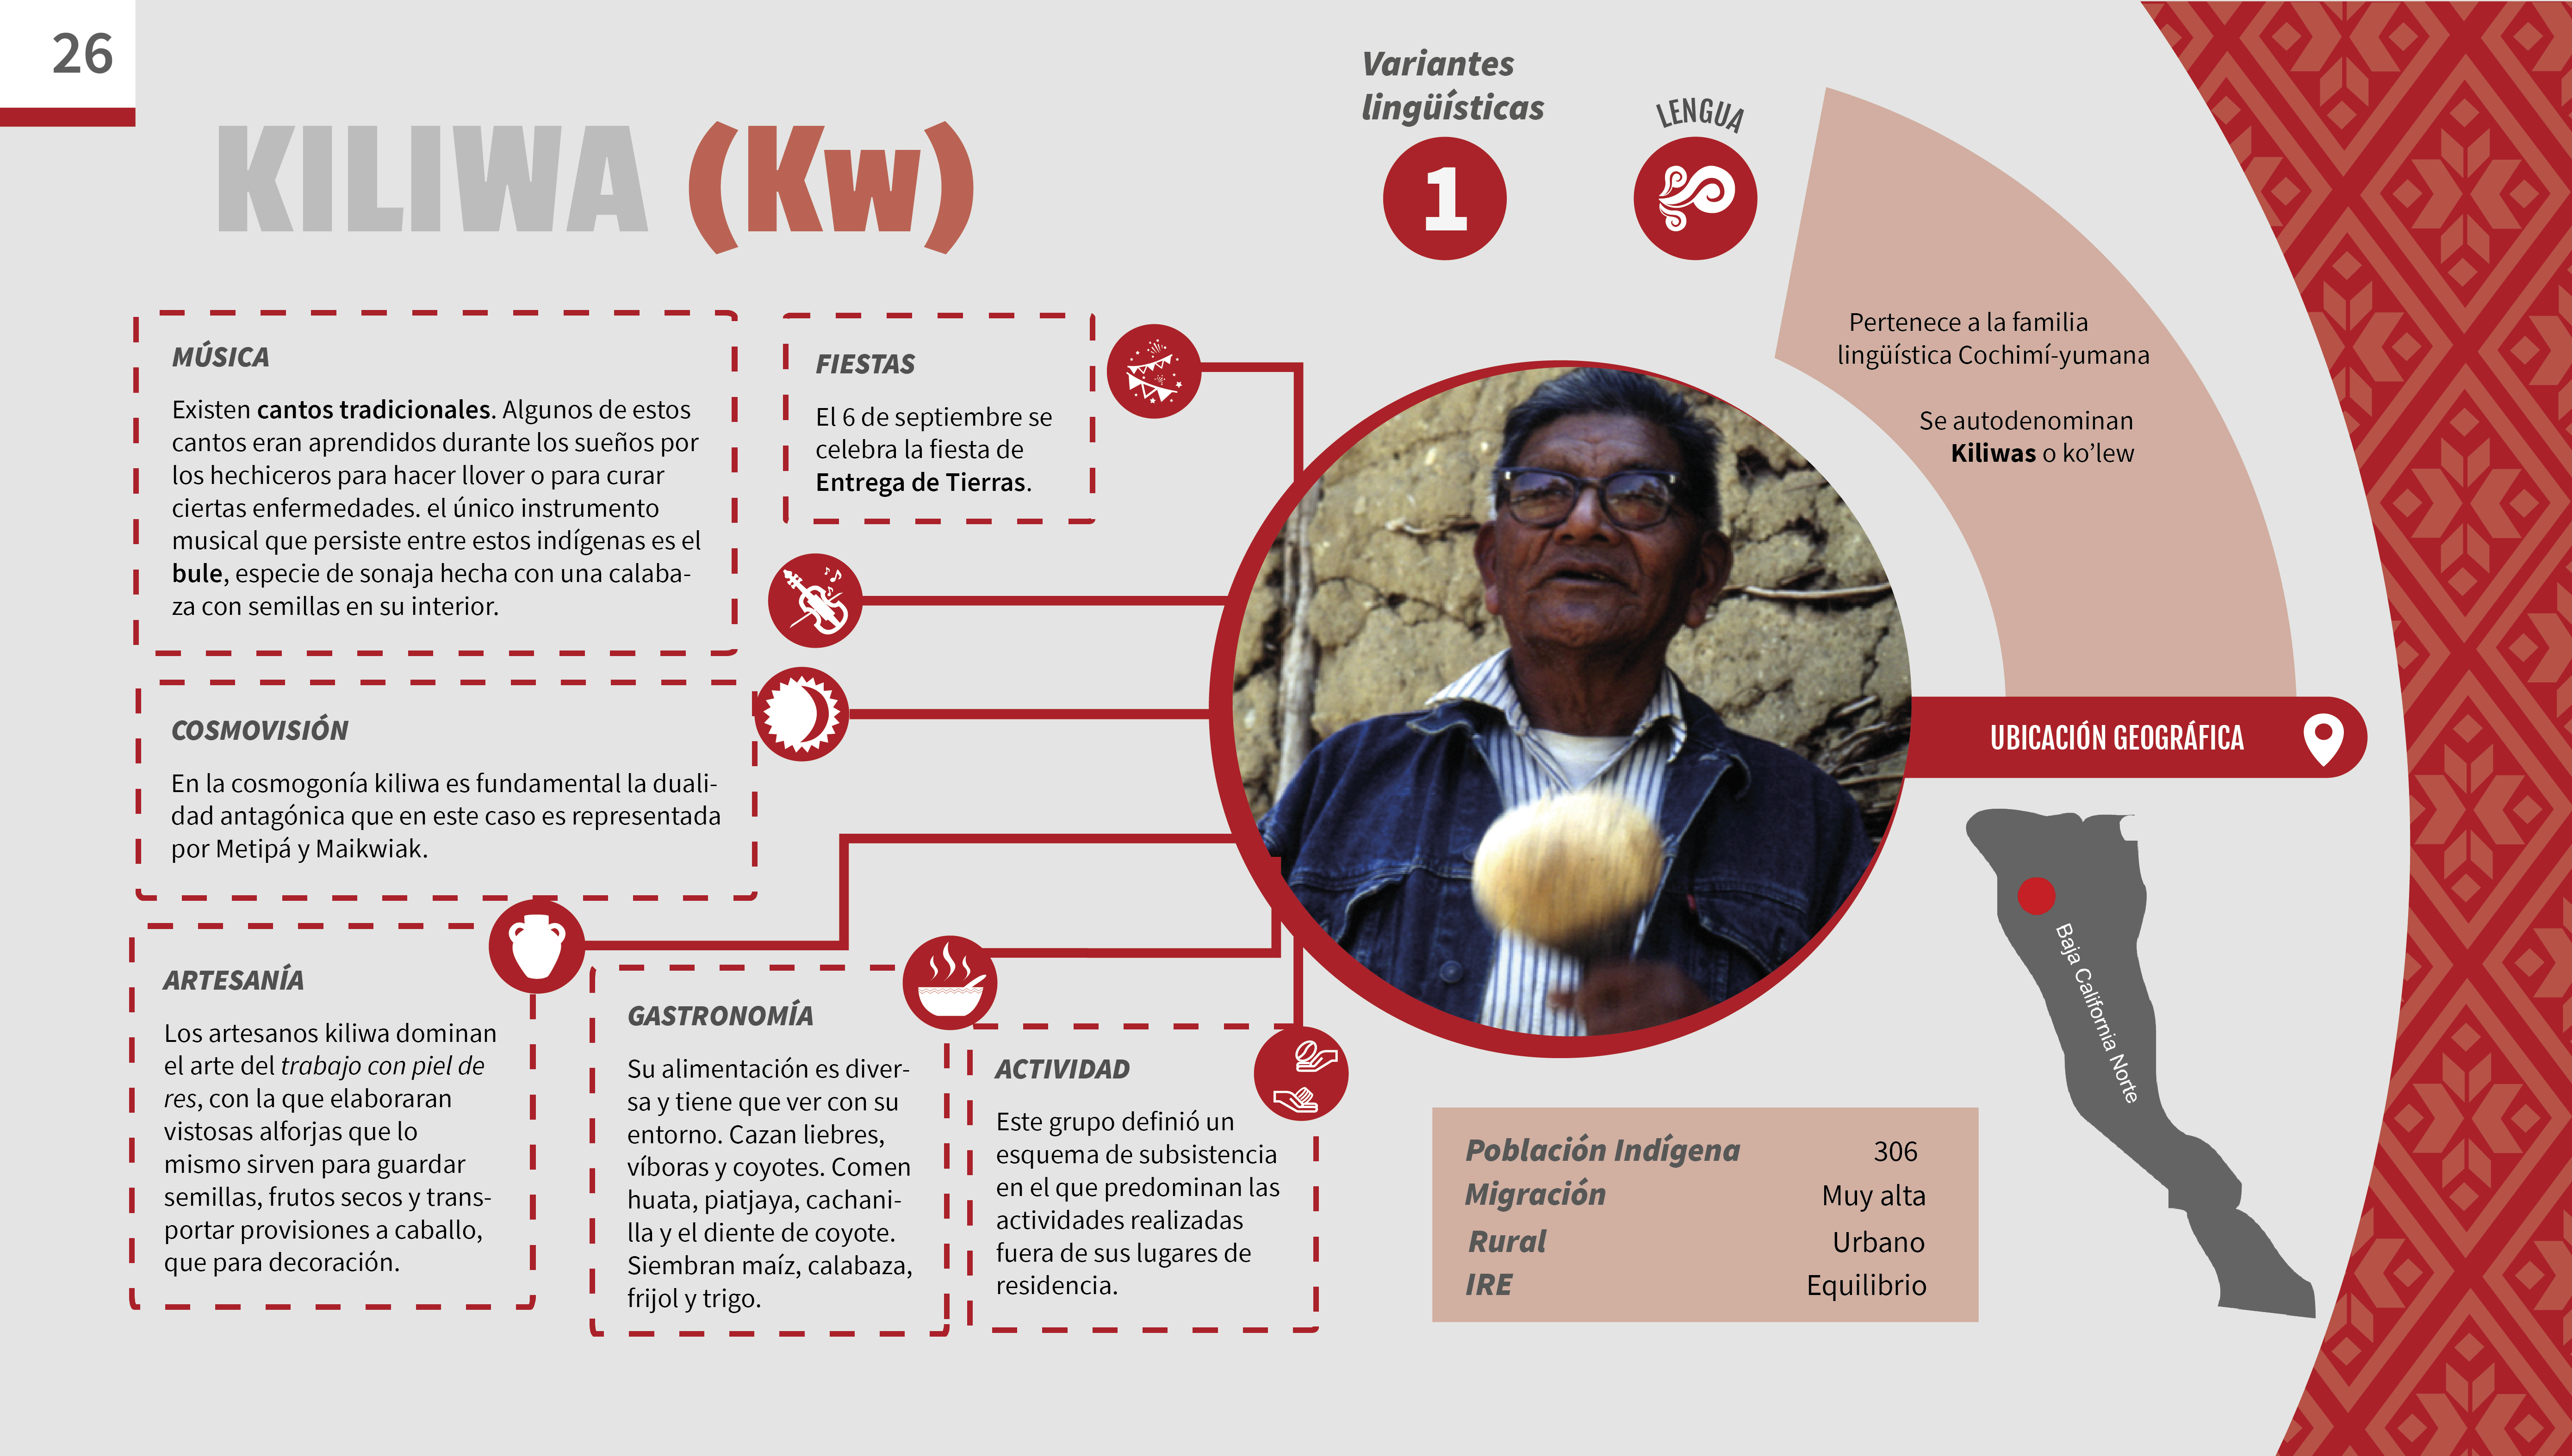 26
KILIWA (Kw)
Variantes
lingüísticas
1
LENGUA
Pertenece a la familia
lingüística Cochimí-yumana
Se autodenominan
Kiliwas o ko’lew
MÚSICA
Existen cantos tradicionales. Algunos de estos
cantos eran aprendidos durante los sueños por
los hechiceros para hacer llover o para curar
ciertas enfermedades. el único instrumento
musical que persiste entre estos indígenas es el
bule, especie de sonaja hecha con una calaba-
za con semillas en su interior.
FIESTAS
El 6 de septiembre se
celebra la fiesta de
Entrega de Tierras.
COSMOVISIÓN
En la cosmogonía kiliwa es fundamental la duali-
dad antagónica que en este caso es representada
por Metipá y Maikwiak.
UBICACIÓN GEOGRÁFICA
Baja California Norte
ARTESANÍA
Los artesanos kiliwa dominan
el arte del trabajo con piel de
res, con la que elaboraran
vistosas alforjas que lo
mismo sirven para guardar
semillas, frutos secos y trans-
portar provisiones a caballo,
que para decoración.
GASTRONOMÍA
Su alimentación es diver-
sa y tiene que ver con su
entorno. Cazan liebres,
víboras y coyotes. Comen
huata, piatjaya, cachani-
lla y el diente de coyote.
Siembran maíz, calabaza,
frijol y trigo.
ACTIVIDAD
Este grupo definió un
esquema de subsistencia
en el que predominan las
actividades realizadas
fuera de sus lugares de
residencia.
Población Indígena 306
Migración Muy alta
Rural Urbano
IRE Equilibrio